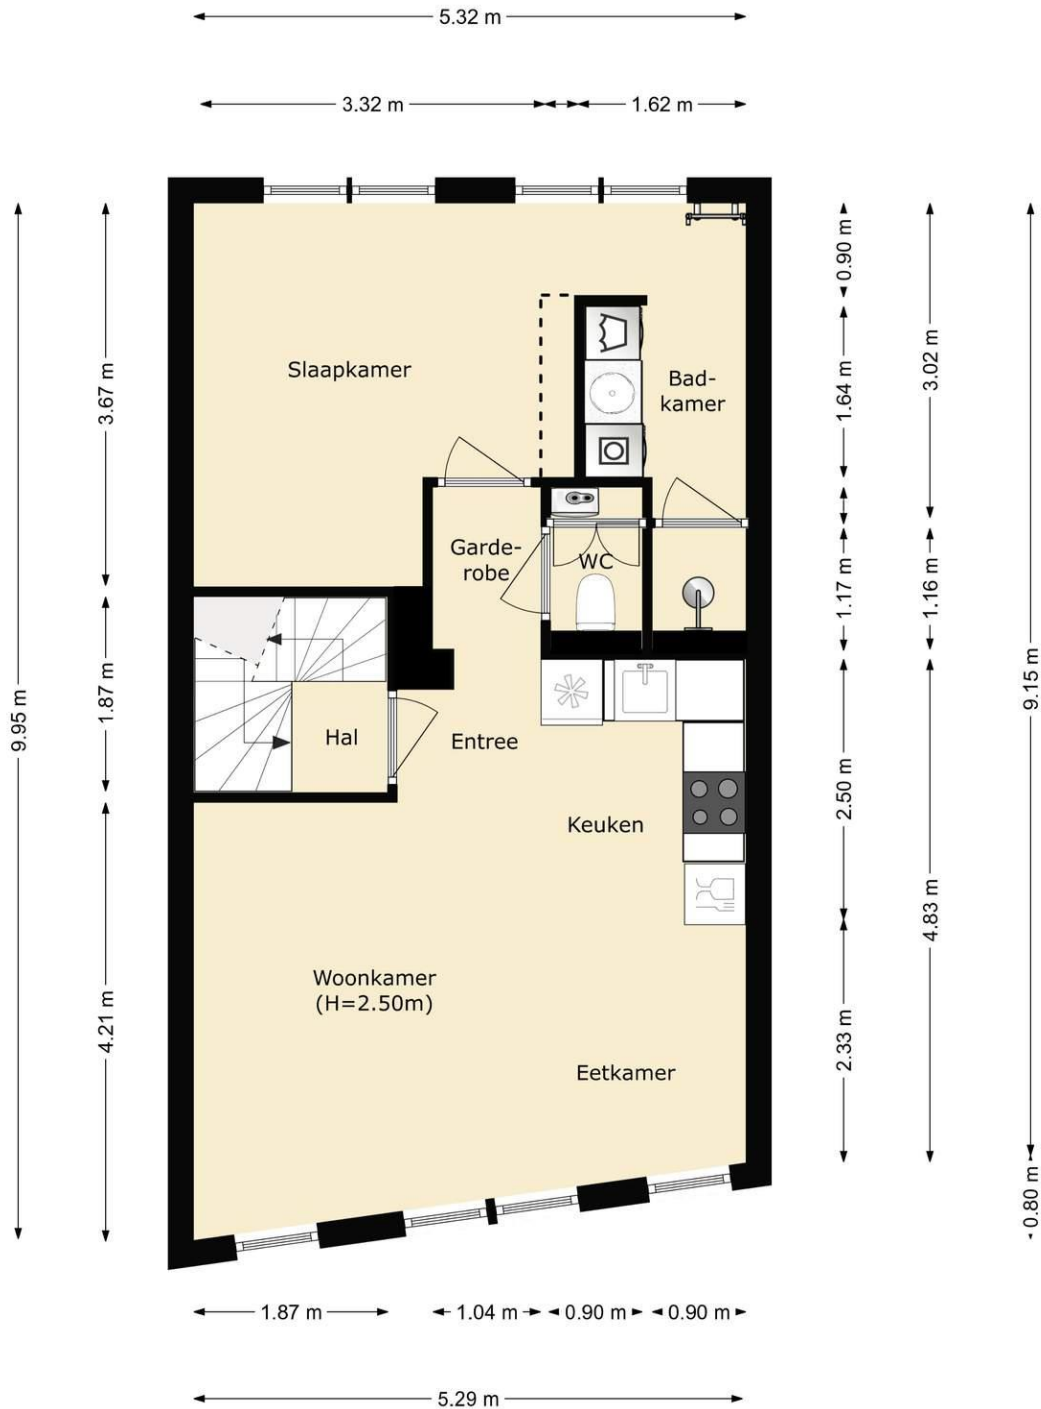 5.32 m
3.32 m
1.62 m
0.90 m
3.02 m
3.67 m
Slaapkamer
Bad-
kamer
1.64 m
Garde-
robe
WC
1.17 m
1.16 m
9.95 m
1.87 m
9.15 m
Hal
Entree
Keuken
2.50 m
4.83 m
Woonkamer
(H=2.50m)
4.21 m
2.33 m
Eetkamer
0.80 m
1.87 m
1.04 m
0.90 m
0.90 m
5.29 m